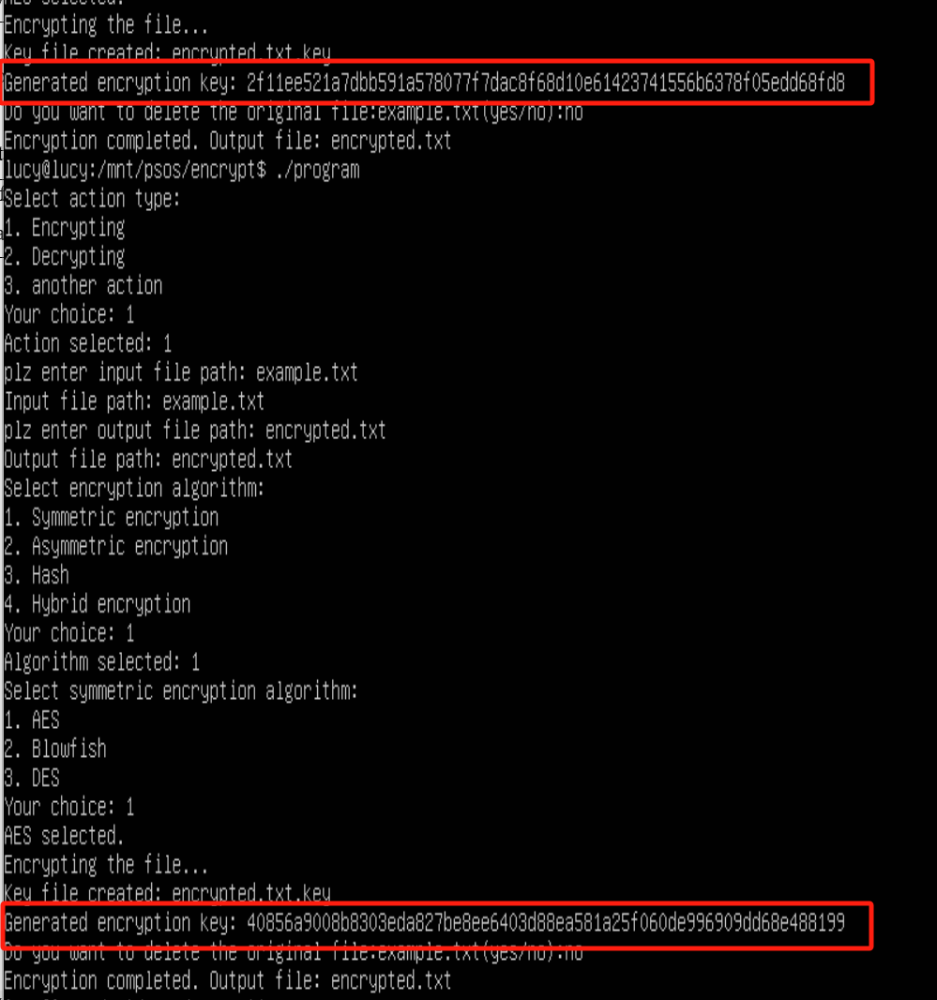 AES selected.
Encrypting the file...
Key file created: encrypted.txt.key
Generated encryption key: 2f11ee521a7dbb591a578077f7dac8f68d10e61423741556b6378f05edd68fd8
Do you want to delete the original file:example.txt(yes/no):no
Encryption completed. Output file: encrypted.txt
lucy@lucy:/mnt/psos/encrypt$ ./program
Select action type:
1. Encrypting
2. Decrypting
3. another action
Your choice: 1
Action selected: 1
plz enter input file path: example.txt
Input file path: example.txt
plz enter output file path: encrypted.txt
Output file path: encrypted.txt
Select encryption algorithm:
1. Symmetric encryption
2. Asymmetric encryption
3. Hash
4. Hybrid encryption
Your choice: 1
Algorithm selected: 1
Select symmetric encryption algorithm:
1. AES
2. Blowfish
3. DES
Your choice: 1
AES selected.
Encrypting the file...
Key file created: encrypted.txt.key
Generated encryption key: 40856a9008b8303eda827be8ee6403d88ea581a25f060de996909dd68e488199
Do you want to delete the original file:example.txt(yes/no):no
Encryption completed. Output file: encrypted.txt